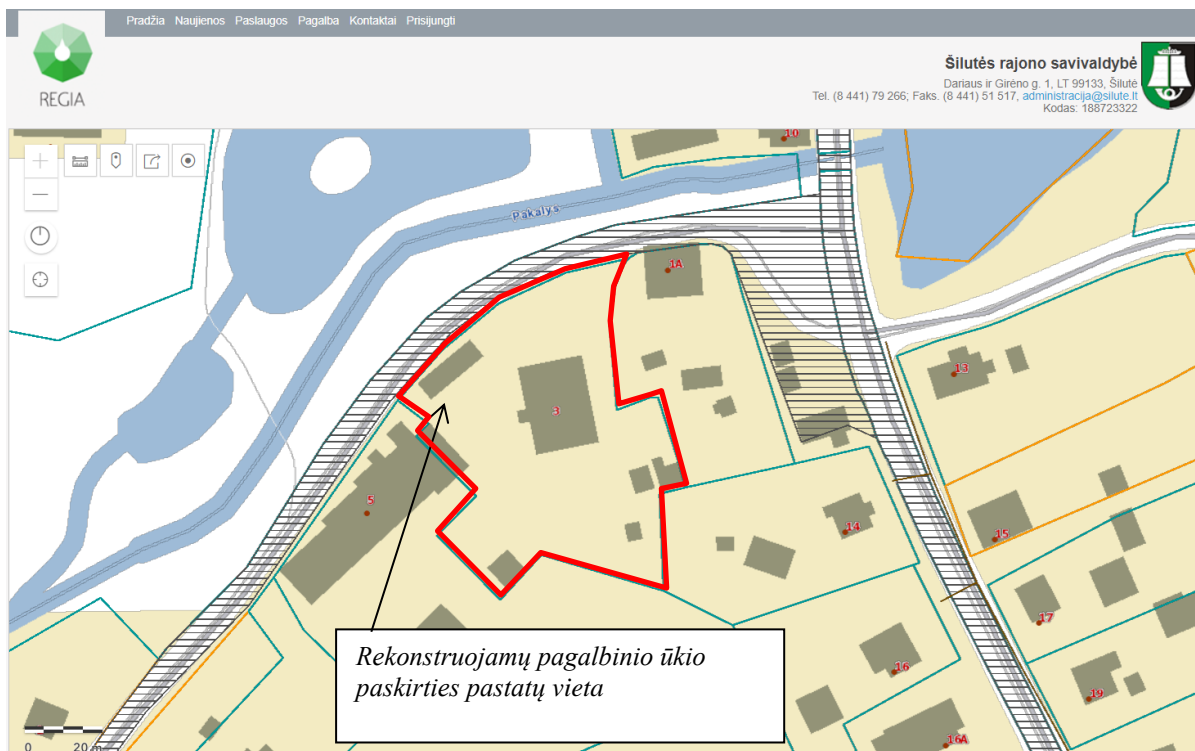 Pradžia Naujienos Paslaugos Pagalba Kontaktai Prisijungti
REGIA
Šilutės rajono savivaldybė
Dariaus ir Girėno g. 1, LT 99133, Šilutė
Tel. (8 441) 79 266; Faks. (8 441) 51 517, administracija@silute.lt
Kodas: 188723322
10
Pakalys
1A
13
3
5
14
15
17
16
19
16A
Rekonstruojamų pagalbinio ūkio
paskirties pastatų vieta
0 20 m